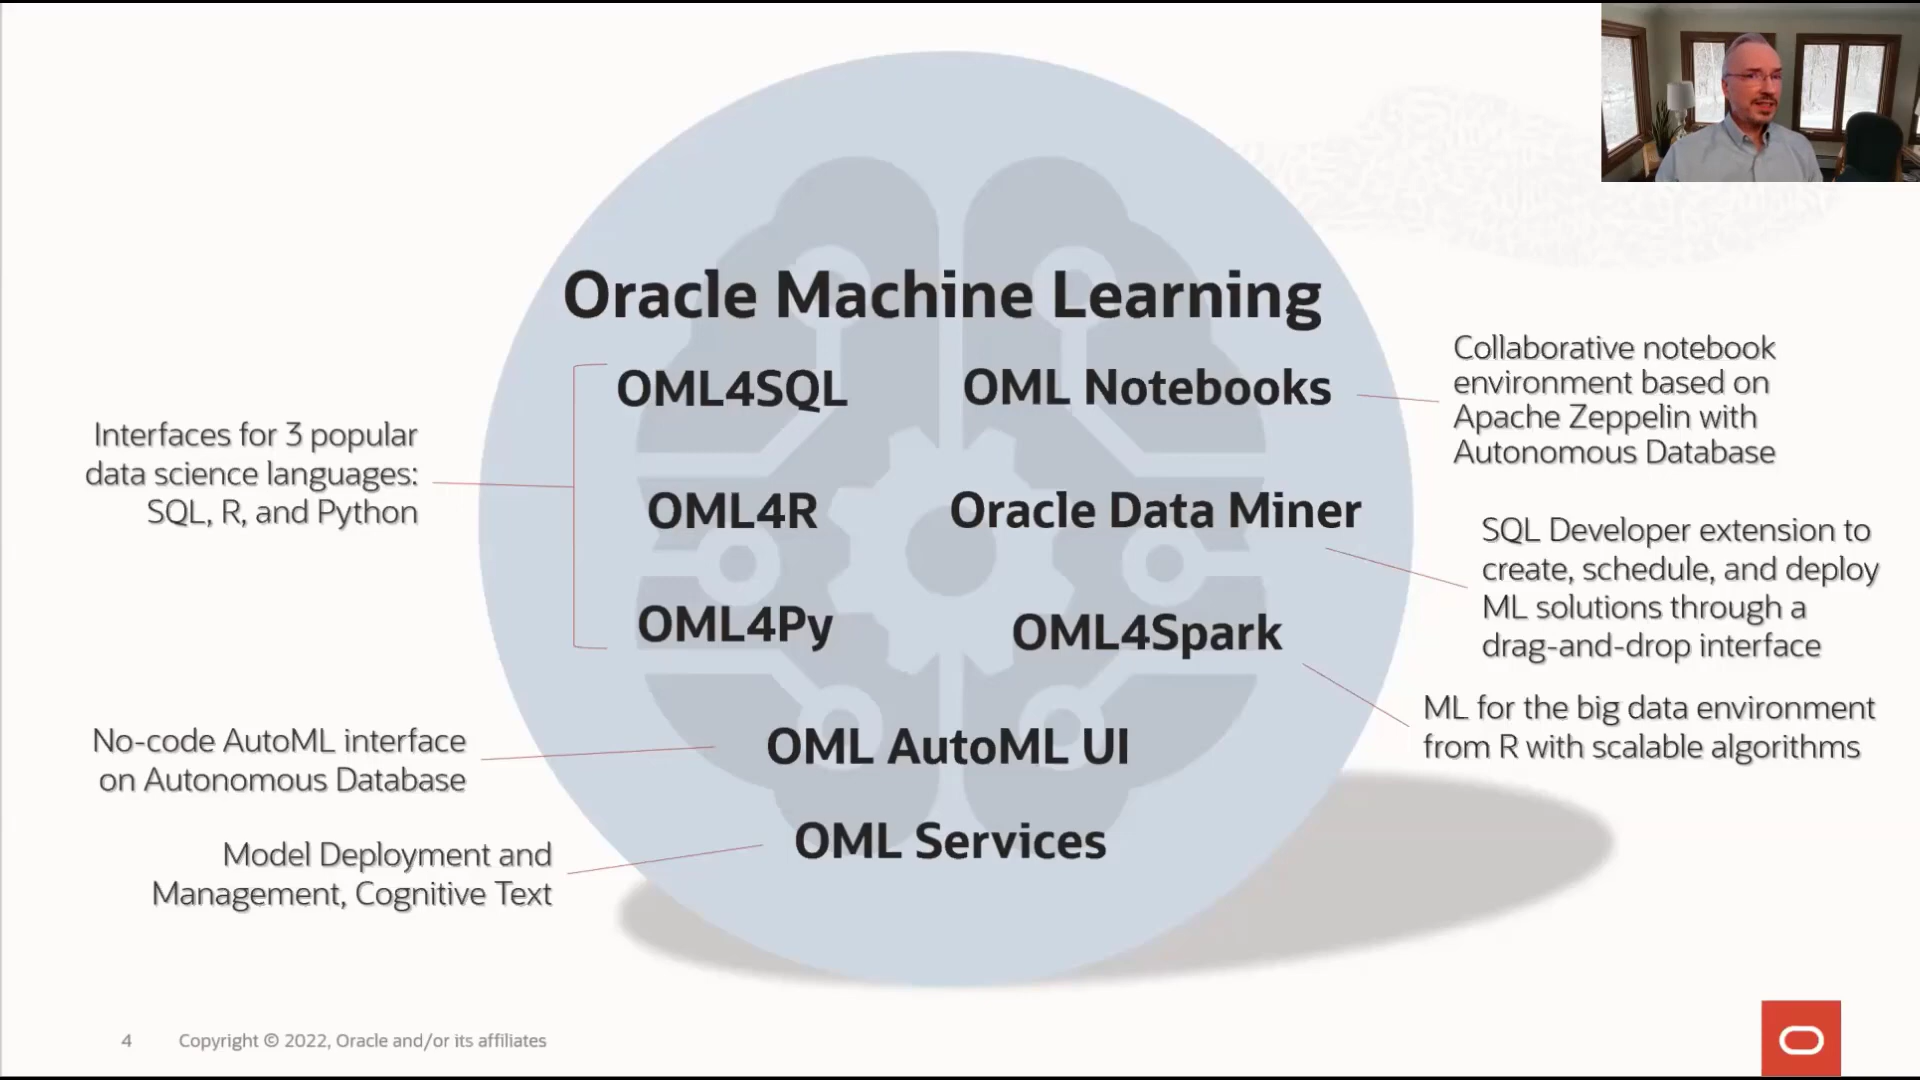 Oracle Machine Learning
OML4SQL
OML4R
OML4Py
Interfaces for 3 popular
data science languages:
SQL, R, and Python
OML Notebooks
Collaborative notebook
environment based on
Apache Zeppelin with
Autonomous Database
Oracle Data Miner
SQL Developer extension to
create, schedule, and deploy
ML solutions through a
drag-and-drop interface
OML4Spark
ML for the big data environment
from R with scalable algorithms
OML AutoML UI
No-code AutoML interface
on Autonomous Database
OML Services
Model Deployment and
Management, Cognitive Text
4
Copyright © 2022, Oracle and/or its affiliates